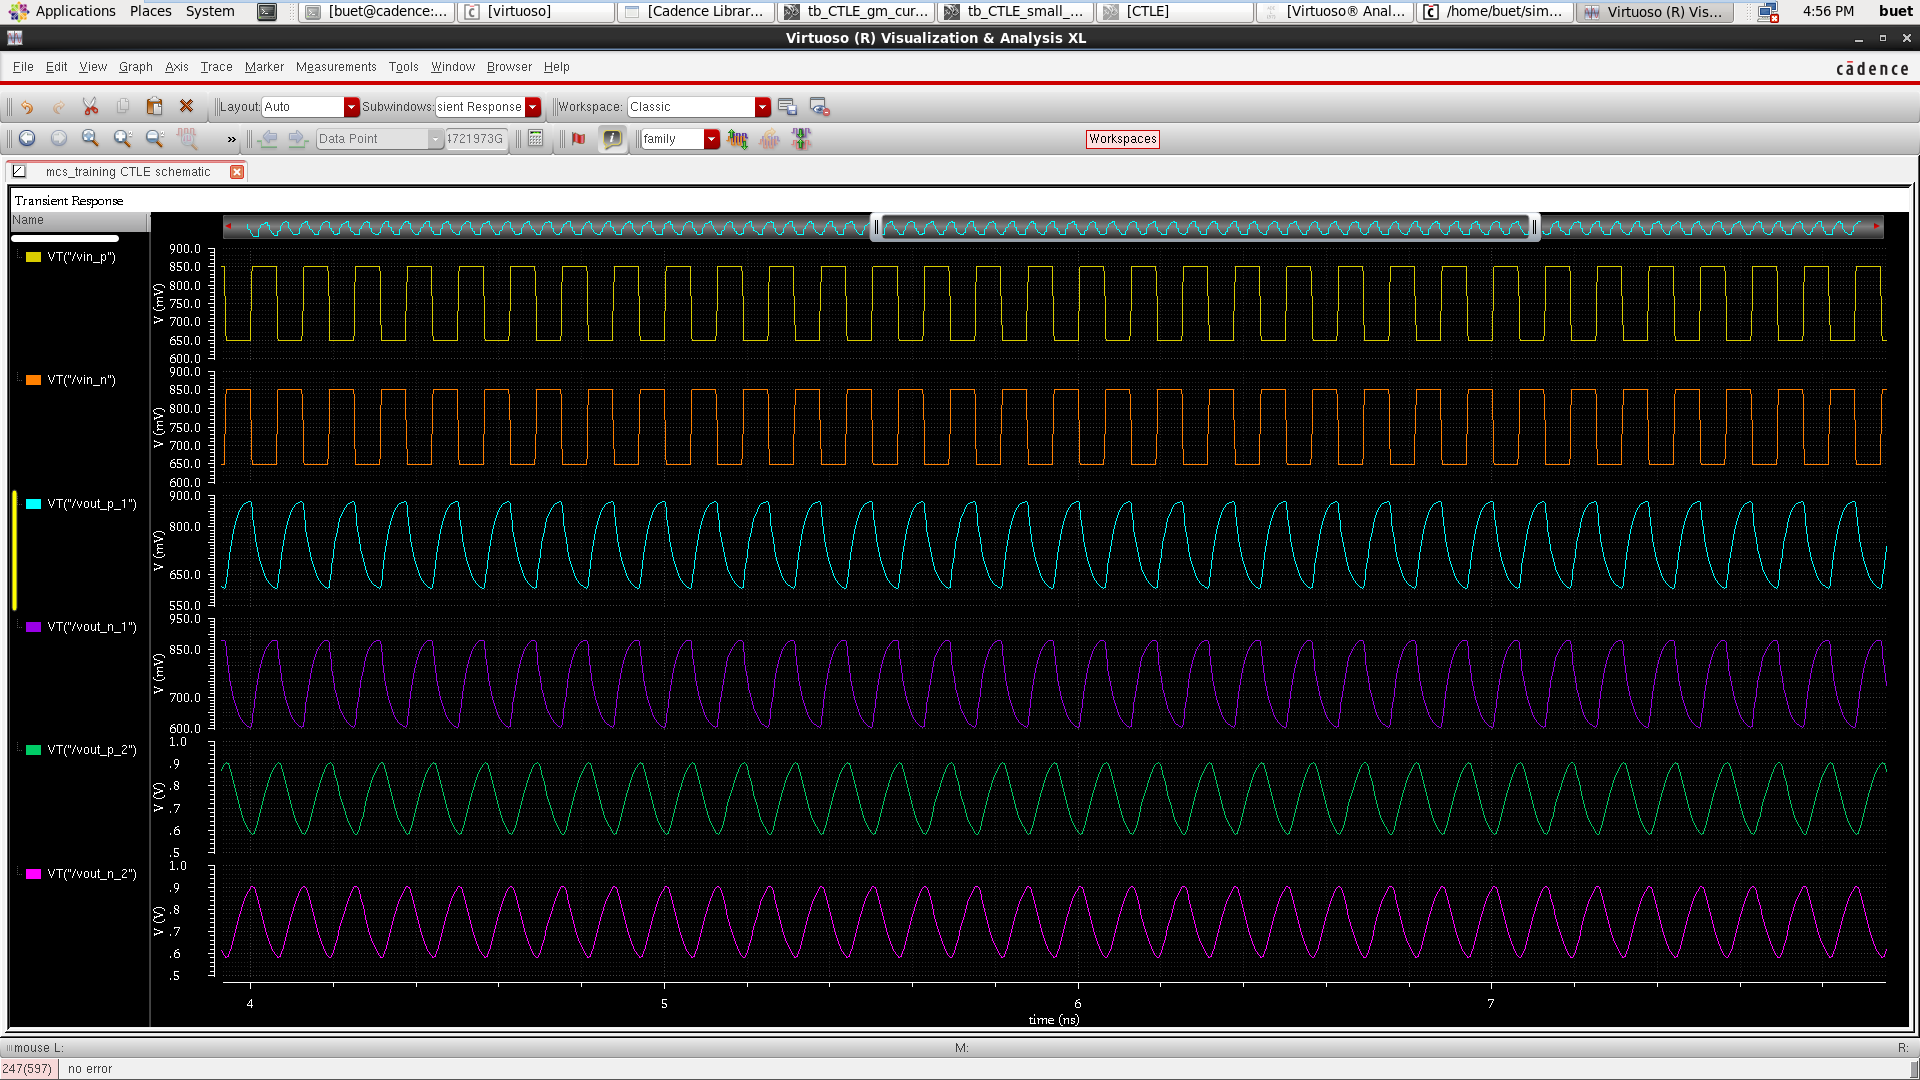 Applications Places System [buet@cadence:... [virtuoso] [Cadence Librar... tb_CTLE_gm_cur... tb_CTLE_small_... [CTLE] [Virtuoso® Anal... /home/buet/sim... Virtuoso (R) Vis... 4:56 PM buet
Virtuoso (R) Visualization & Analysis XL
File Edit View Graph Axis Trace Marker Measurements Tools Window Browser Help
cādence
Layout: Auto Subwindows: sient Response Workspace: Classic
» Data Point 4721973G family Workspaces
mcs_training CTLE schematic
Transient Response
Name
VT("/vin_p")
V (mV)
900.0
850.0
800.0
750.0
700.0
650.0
600.0
VT("/vin_n")
V (mV)
900.0
850.0
800.0
750.0
700.0
650.0
600.0
VT("/vout_p_1")
V (mV)
900.0
800.0
650.0
550.0
VT("/vout_n_1")
V (mV)
950.0
850.0
700.0
600.0
VT("/vout_p_2")
V (V)
1.0
.9
.8
.7
.6
.5
VT("/vout_n_2")
V (V)
1.0
.9
.8
.7
.6
.5
4 5 6 7
time (ns)
mouse L: M: R:
247(597) no error